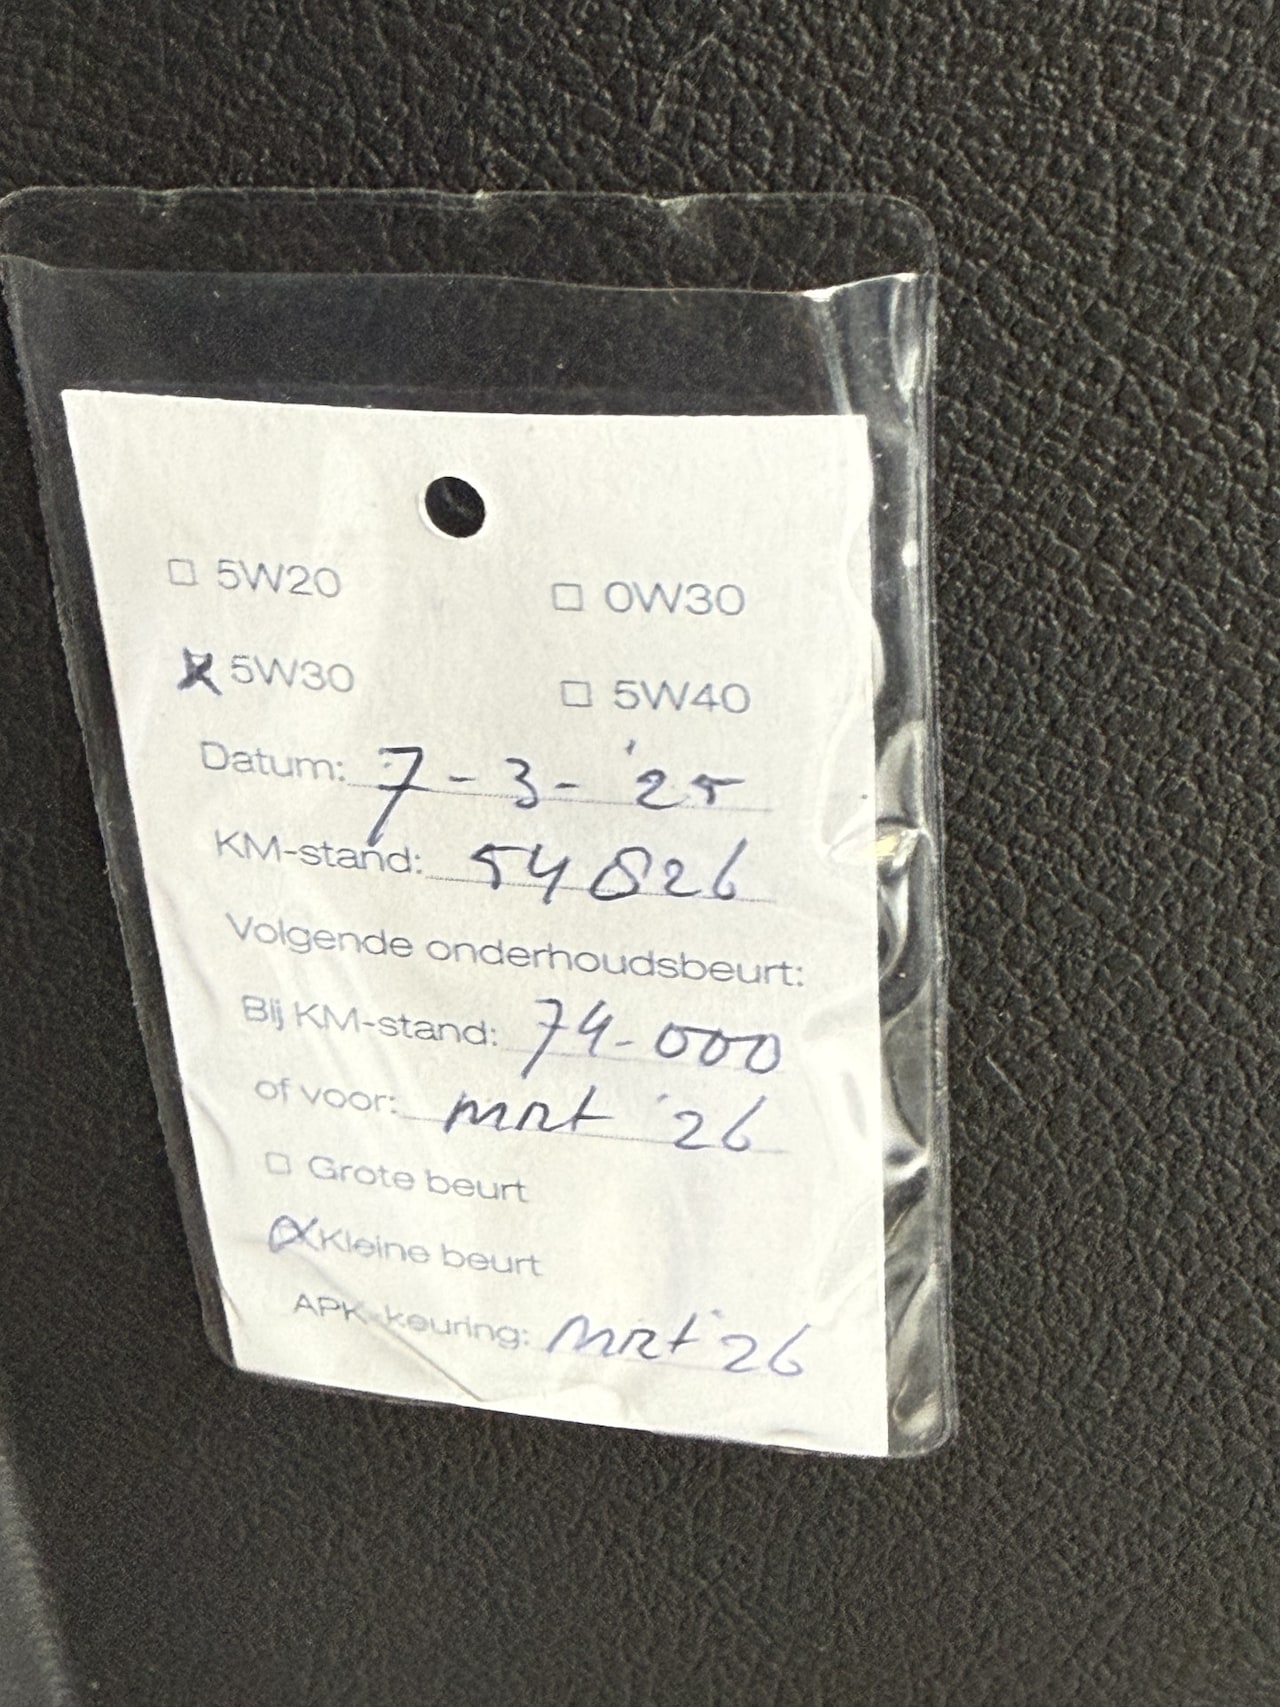 5W20 0W30
5W30 5W40
Datum: 7-3-'25
KM-stand: 54826
Volgende onderhoudsbeurt:
Bij KM-stand: 74-000
of voor: mrt '26
Grote beurt
Kleine beurt
APK-keuring: mrt '26